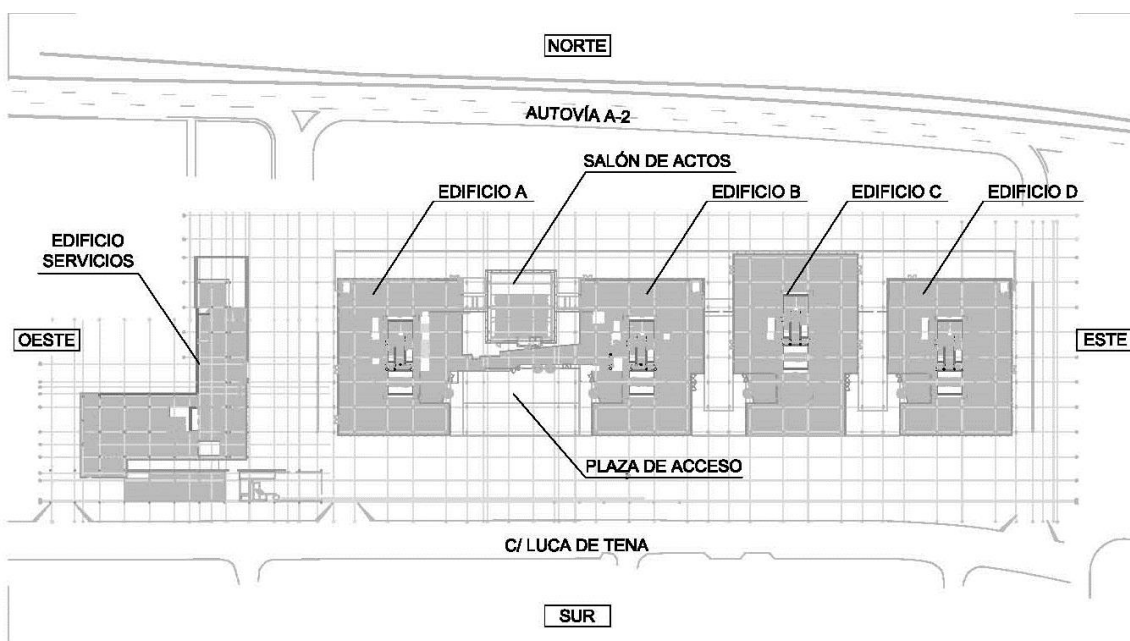 NORTE
AUTOVÍA A-2
SALÓN DE ACTOS
EDIFICIO A
EDIFICIO B
EDIFICIO C
EDIFICIO D
EDIFICIO
SERVICIOS
OESTE
ESTE
PLAZA DE ACCESO
C/ LUCA DE TENA
SUR